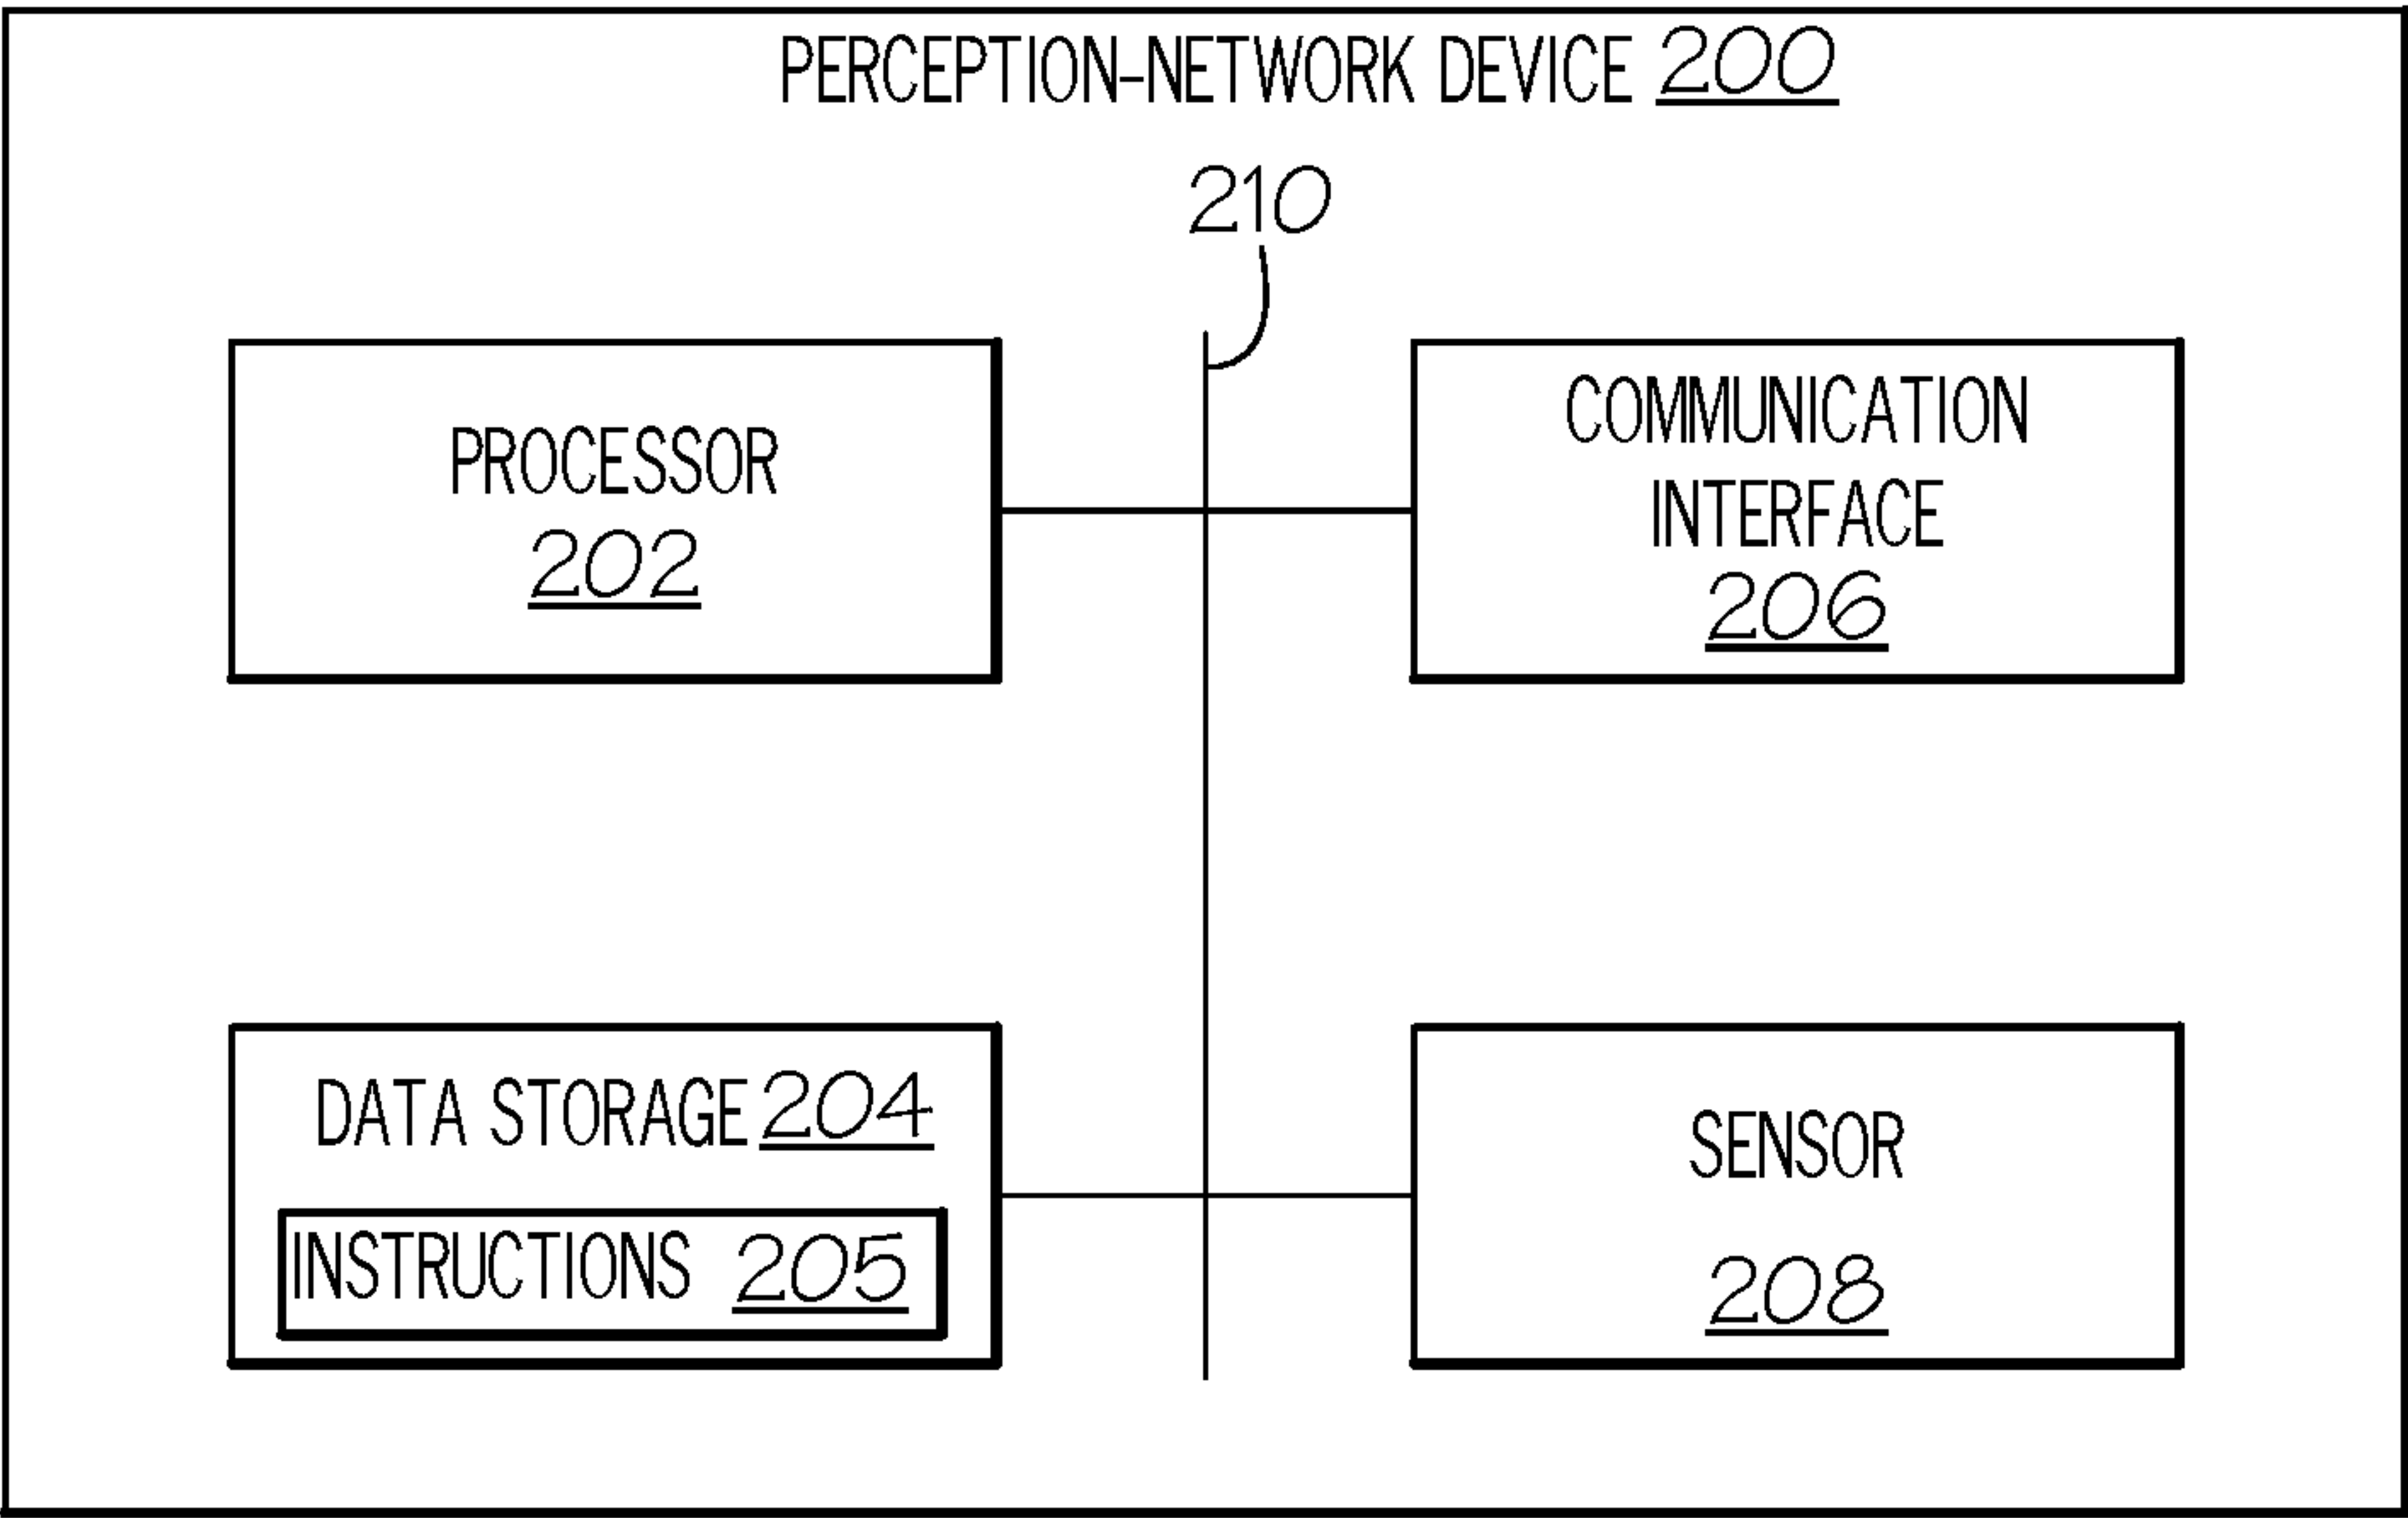 PERCEPTION-NETWORK DEVICE 200
210
PROCESSOR
202
COMMUNICATION
INTERFACE
206
DATA STORAGE 204
INSTRUCTIONS 205
SENSOR
208